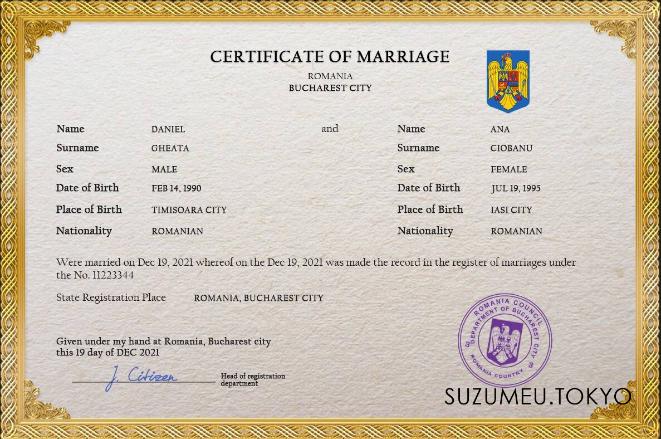 CERTIFICATE OF MARRIAGE
ROMANIA
BUCHAREST CITY
Name DANIEL and Name ANA
Surname GHEATA Surname CIOBANU
Sex MALE Sex FEMALE
Date of Birth FEB 14, 1990 Date of Birth JUL 19, 1995
Place of Birth TIMISOARA CITY Place of Birth IASI CITY
Nationality ROMANIAN Nationality ROMANIAN
Were married on Dec 19, 2021 whereof on the Dec 19, 2021 was made the record in the register of marriages under
the No. 11223344
State Registration Place ROMANIA, BUCHAREST CITY
ROMANIA COUNCIL
DEPARTMENT OF BUCHAREST CITY
ROMANIA COUNTRY
Given under my hand at Romania, Bucharest city
this 19 day of DEC 2021
J. Citizen Head of registration
department
SUZUMEU.TOKYO